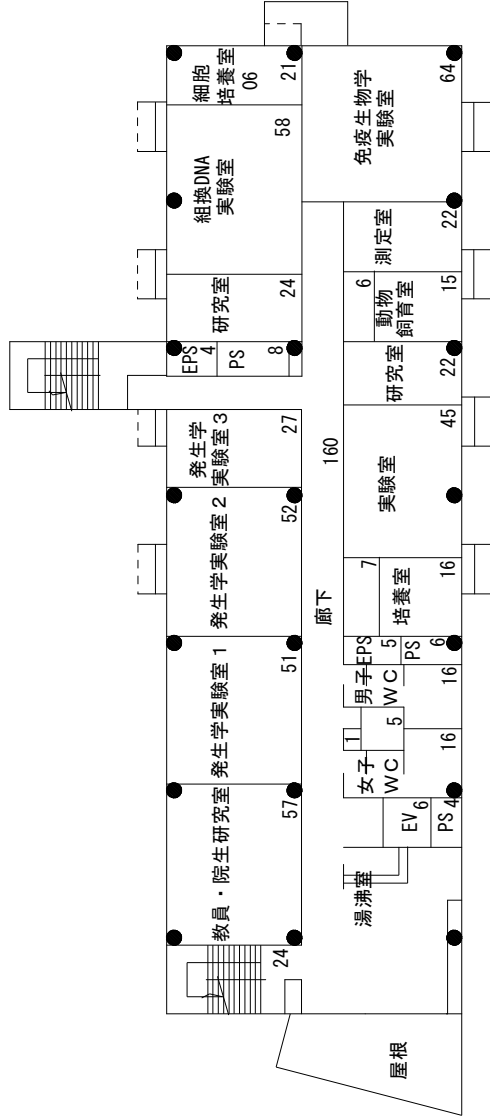 24
教員・院生研究室
57
発生学実験室１
51
発生学実験室２
52
発生学
実験室３
27
EPS
4
PS
8
研究室
24
組換DNA
実験室
58
細胞
培養室
06
21
廊下
160
屋根
湯沸室
EV
6
PS
4
女子
WC
16
1
5
男子
WC
16
EPS
5
PS
6
7
培養室
16
実験室
45
研究室
22
6
動物
飼育室
15
測定室
22
免疫生物学
実験室
64